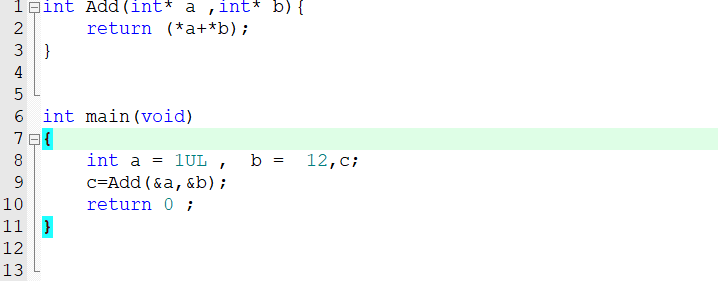 1 int Add(int* a ,int* b){
2 return (*a+*b);
3 }
4
5
6 int main(void)
7 {
8 int a = 1UL , b = 12,c;
9 c=Add(&a,&b);
10 return 0 ;
11 }
12
13